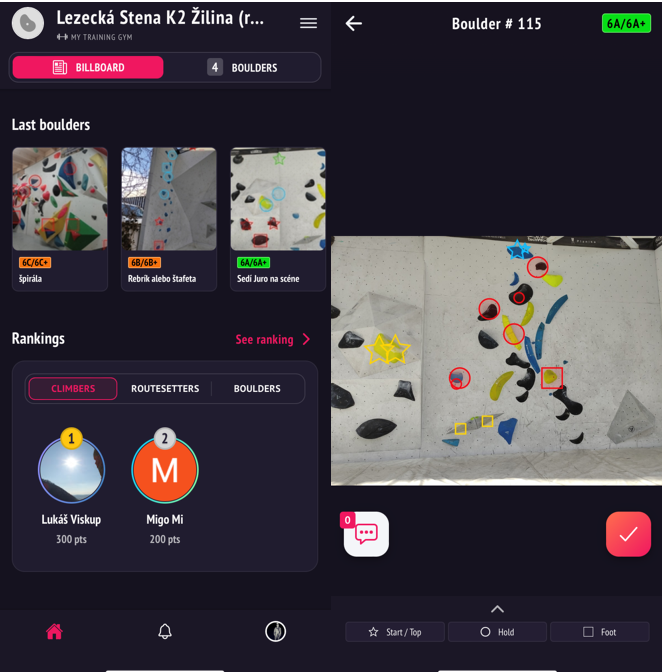 Lezecká Stena K2 Žilina (r...
MY TRAINING GYM
BILLBOARD
4 BOULDERS
Last boulders
6C/6C+
špirála
6B/6B+
Rebrík alebo štafeta
6A/6A+
Sedí Juro na scéne
Rankings
See ranking
CLIMBERS
ROUTESETTERS
BOULDERS
1
2
M
Lukáš Viskup
Migo Mi
300 pts
200 pts
Boulder # 115
6A/6A+
0
Start / Top
Hold
Foot